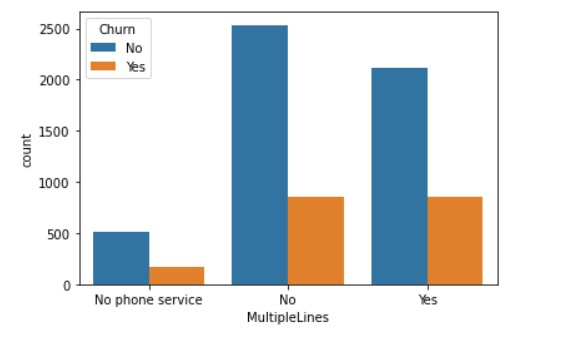 Churn
No
Yes
count
2500
2000
1500
1000
500
0
No phone service No Yes
MultipleLines